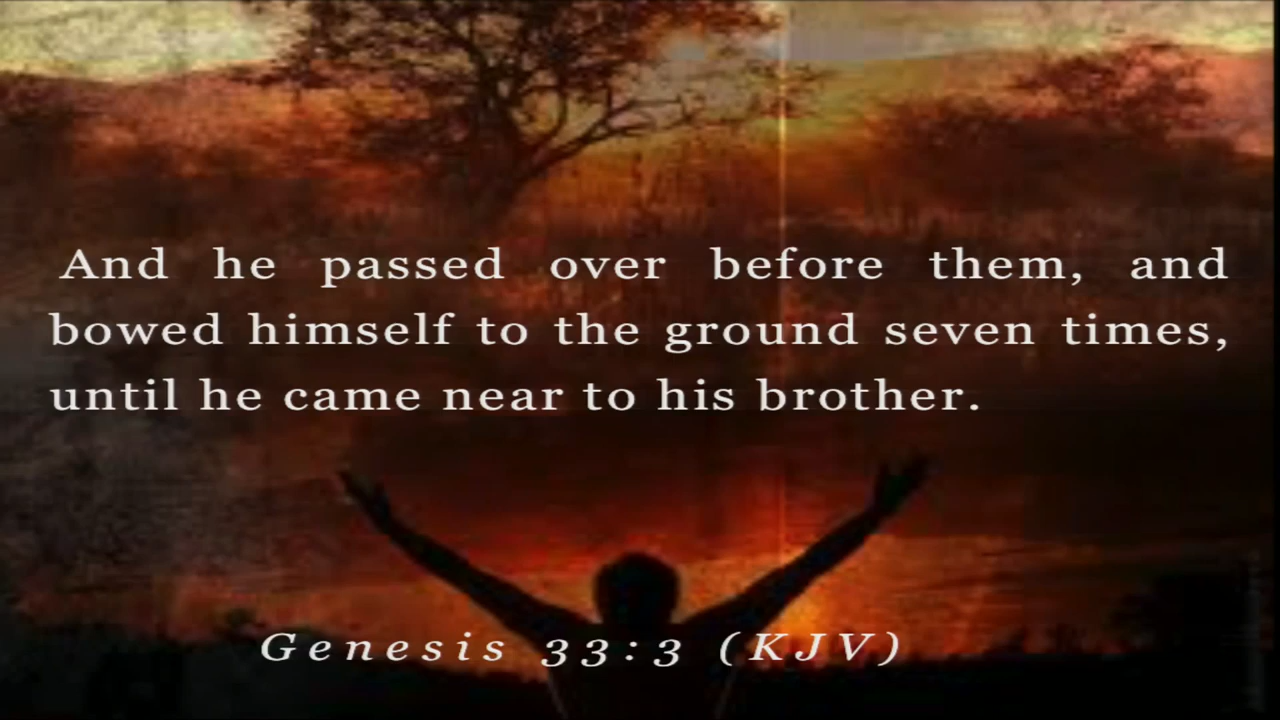 And he passed over before them, and
bowed himself to the ground seven times,
until he came near to his brother.
Genesis 33:3 (KJV)